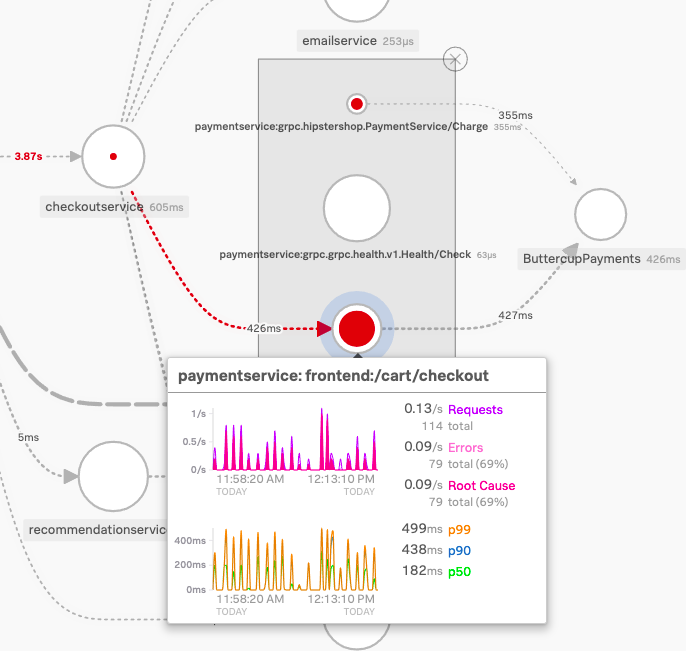 emailservice 253µs
355ms
paymentservice:grpc.hipstershop.PaymentService/Charge 355ms
3.87s
checkoutservice 605ms
paymentservice:grpc.grpc.health.v1.Health/Check 63µs
ButtercupPayments 426ms
426ms
427ms
5ms
recommendationservic
paymentservice: frontend:/cart/checkout
1/s
0.5/s
0/s
11:58:20 AM 12:13:10 PM
TODAY TODAY
0.13/s Requests
114 total
0.09/s Errors
79 total (69%)
0.09/s Root Cause
79 total (69%)
400ms
200ms
0ms
11:58:20 AM 12:13:10 PM
TODAY TODAY
499ms p99
438ms p90
182ms p50